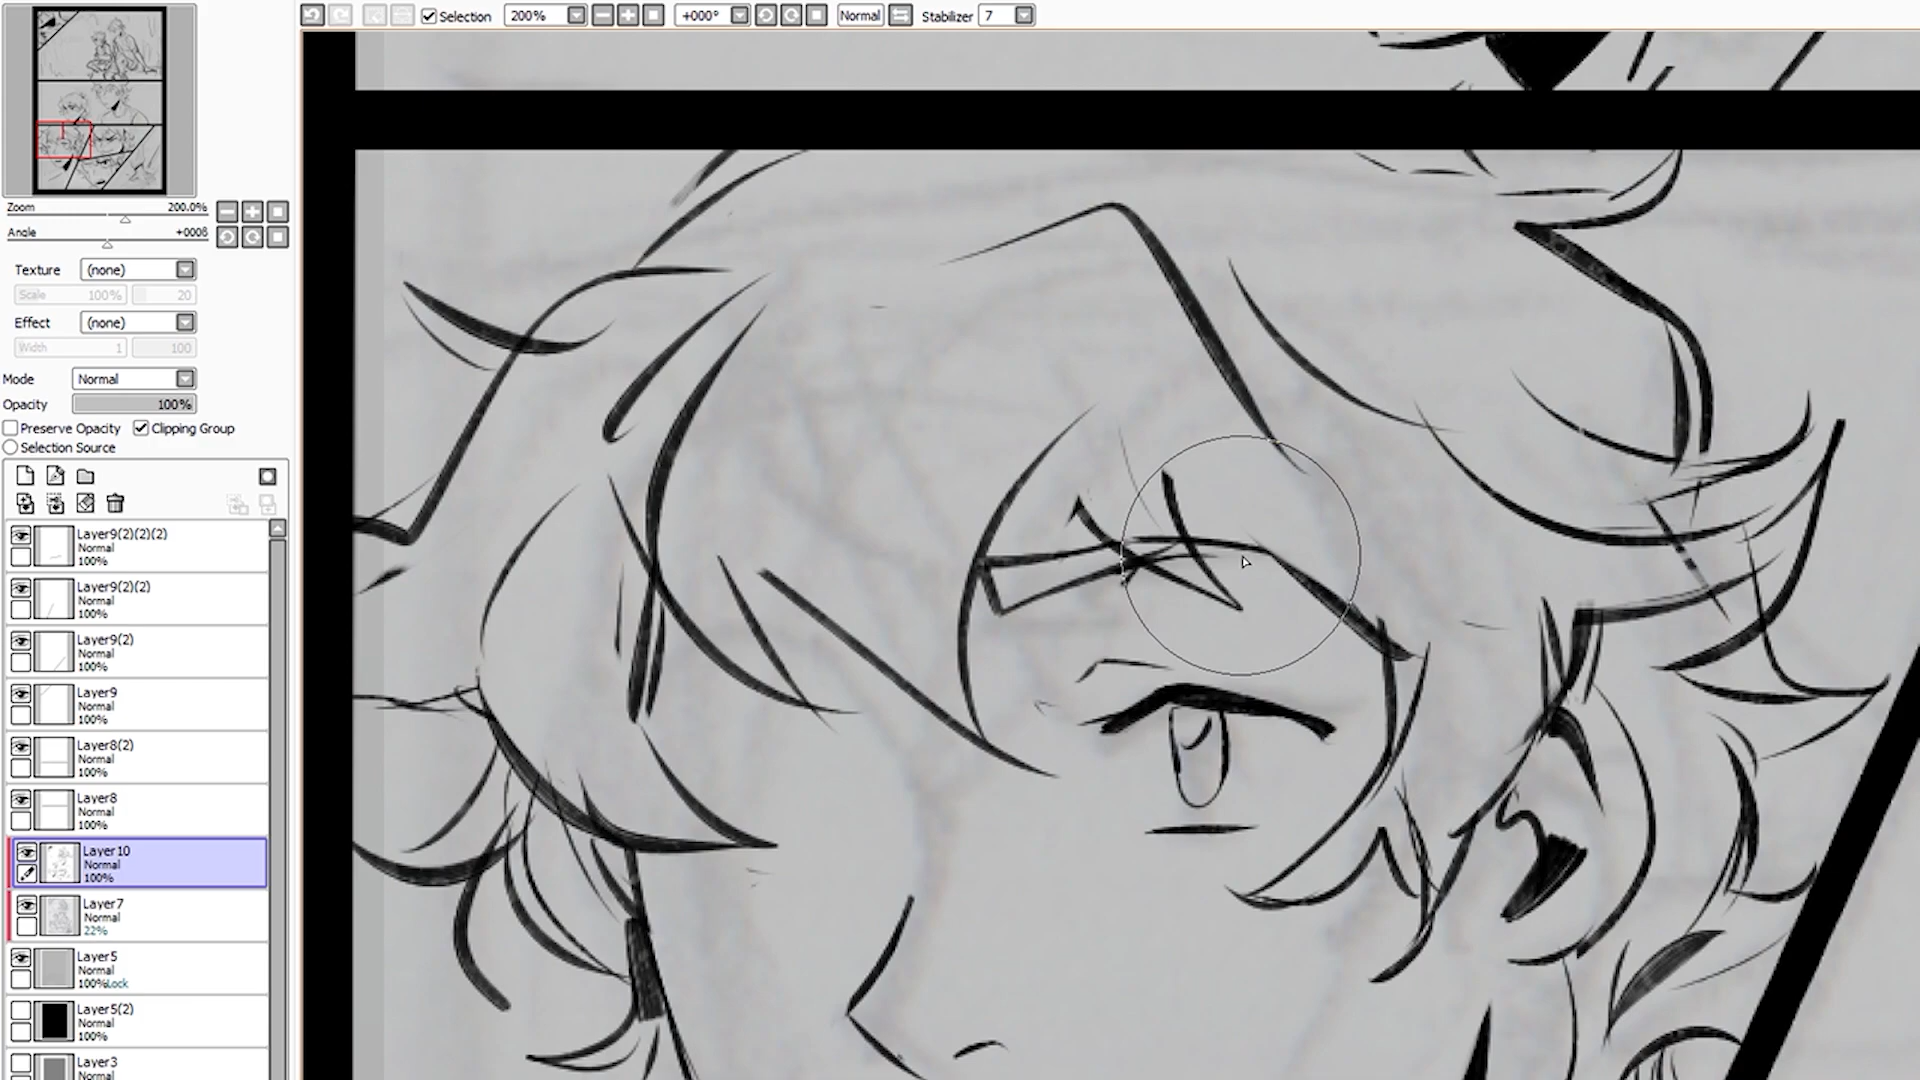 Selection 200% +000° Normal Stabilizer 7
Zoom 200.0%
Angle +000ß
Texture (none)
Scale 100% 20
Effect (none)
Width 1 100
Mode Normal
Opacity 100%
Preserve Opacity Clipping Group
Selection Source
Layer9(2)(2)(2)
Normal
100%
Layer9(2)(2)
Normal
100%
Layer9(2)
Normal
100%
Layer9
Normal
100%
Layer8(2)
Normal
100%
Layer8
Normal
100%
Layer10
Normal
100%
Layer7
Normal
22%
Layer5
Normal
100%Lock
Layer5(2)
Normal
100%
Layer3
Normal